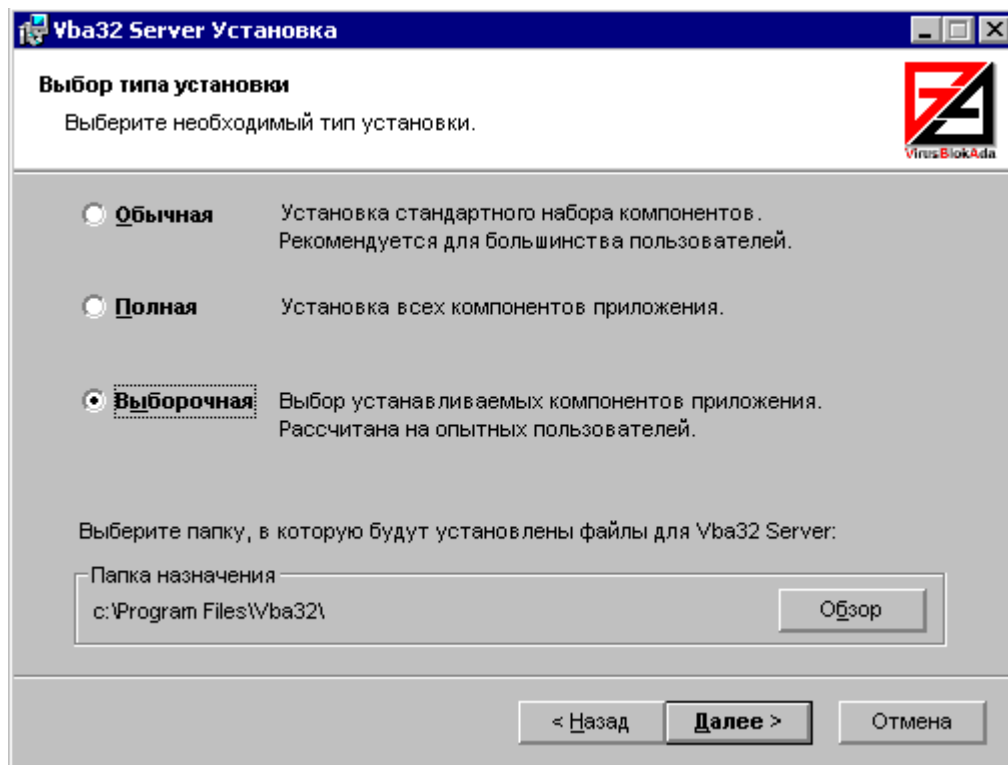 Vba32 Server Установка
Выбор типа установки
Выберите необходимый тип установки.
VirusBlokAda
Обычная
Установка стандартного набора компонентов.
Рекомендуется для большинства пользователей.
Полная
Установка всех компонентов приложения.
Выборочная
Выбор устанавливаемых компонентов приложения.
Рассчитана на опытных пользователей.
Выберите папку, в которую будут установлены файлы для Vba32 Server:
Папка назначения
c:\Program Files\Vba32\
Обзор
< Назад
Далее >
Отмена